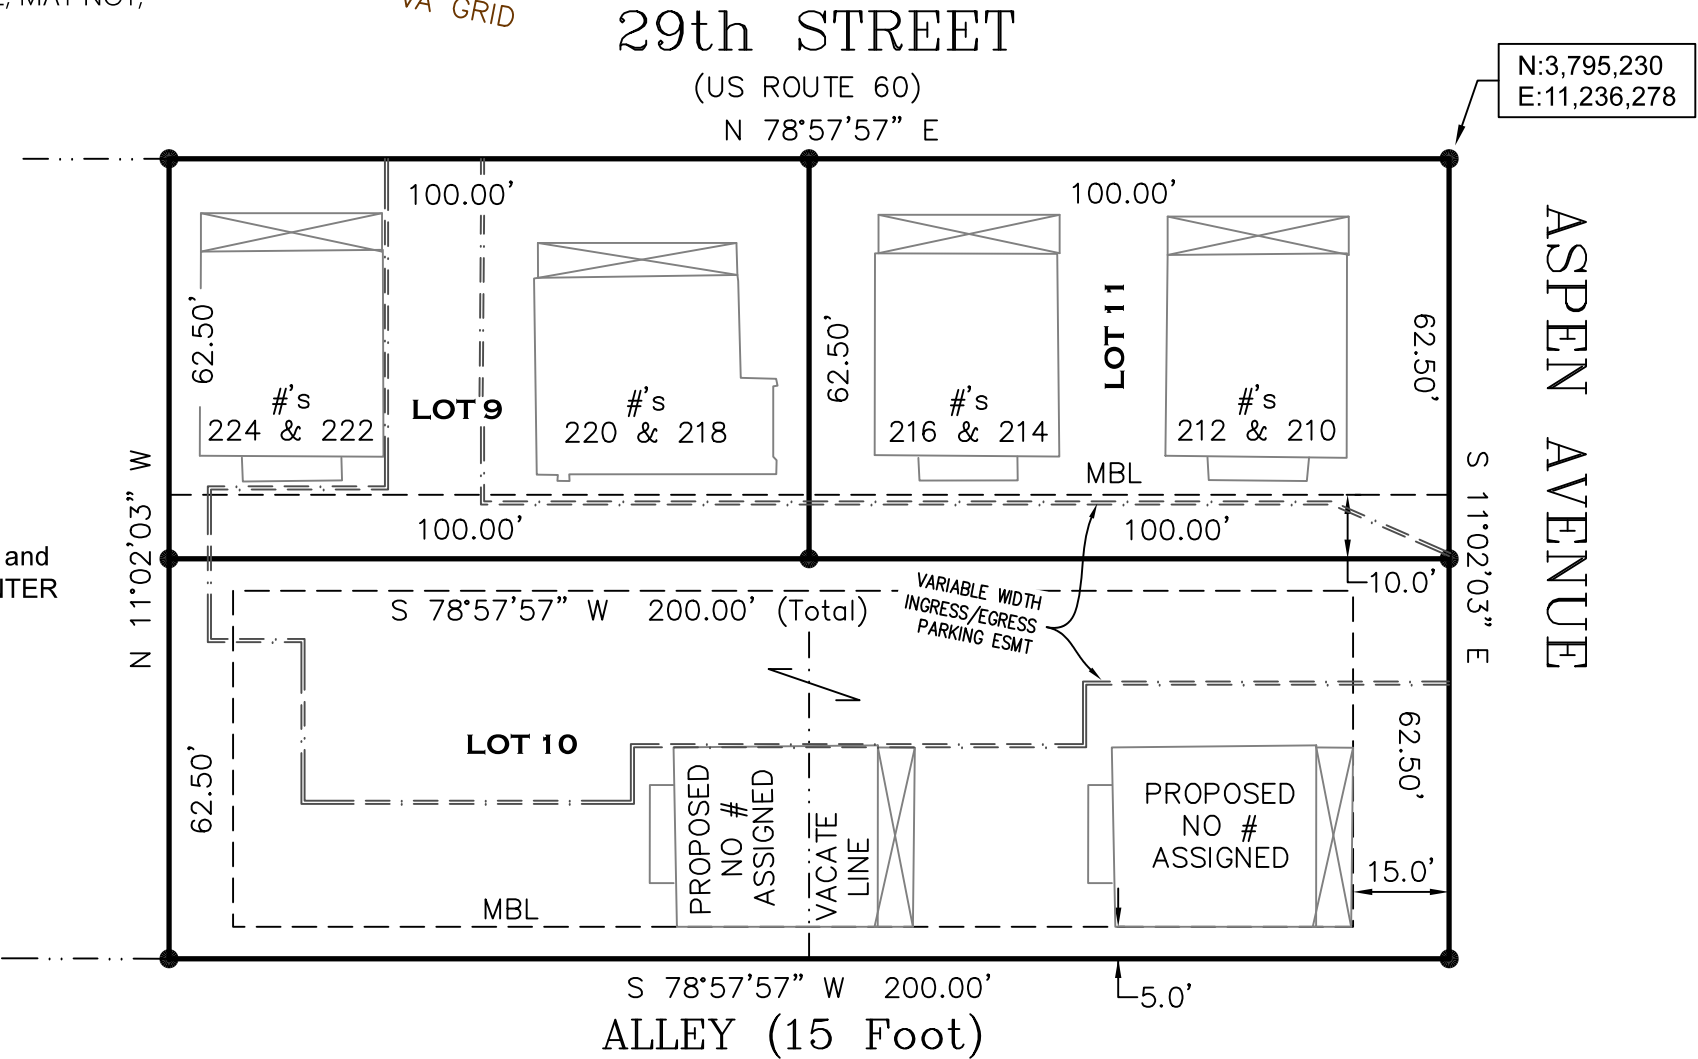 VA GRID
29th STREET
(US ROUTE 60)
N 78°57'57" E
N:3,795,230
E:11,236,278
100.00'
100.00'
62.50'
62.50'
62.50'
LOT 11
ASPEN AVENUE
#'s
224 & 222
LOT 9
#'s
220 & 218
#'s
216 & 214
#'s
212 & 210
MBL
N 11°02'03" W
S 11°02'03" E
100.00'
100.00'
and
10.0'
VARIABLE WIDTH
INGRESS/EGRESS
PARKING ESMT
S 78°57'57" W 200.00' (Total)
LOT 10
62.50'
62.50'
PROPOSED
NO #
ASSIGNED
VACATE
LINE
PROPOSED
NO #
ASSIGNED
15.0'
MBL
S 78°57'57" W 200.00'
5.0'
ALLEY (15 Foot)